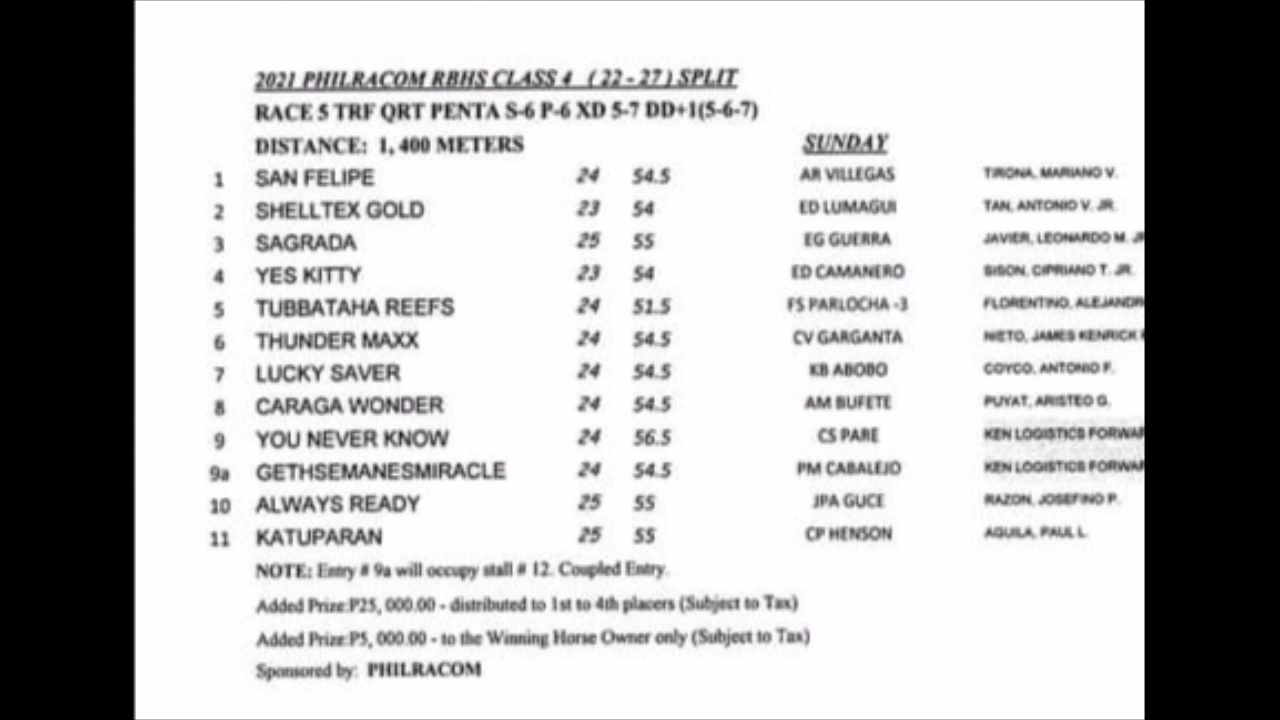 2021 PHILRACOM RBHS CLASS 4 ( 22 - 27 ) SPLIT
RACE 5 TRF QRT PENTA S-6 P-6 XD 5-7 DD+1(5-6-7)
DISTANCE: 1, 400 METERS SUNDAY
1 SAN FELIPE 24 54.5 AR VILLEGAS TIRONA, MARIANO V.
2 SHELLTEX GOLD 23 54 ED LUMAGUI TAN, ANTONIO V. JR.
3 SAGRADA 25 55 EG GUERRA JAVIER, LEONARDO M. JR
4 YES KITTY 23 54 ED CAMANERO BISON, CIPRIANO T. JR.
5 TUBBATAHA REEFS 24 51.5 FS PARLOCHA -3 FLORENTINO, ALEJANDR
6 THUNDER MAXX 24 54.5 CV GARGANTA NIETO, JAMES KENRICK
7 LUCKY SAVER 24 54.5 KB ABOBO COYCO, ANTONIO F.
8 CARAGA WONDER 24 54.5 AM BUFETE PUYAT, ARISTEO G.
9 YOU NEVER KNOW 24 56.5 CS PARE KEN LOGISTICS FORWAR
9a GETHSEMANESMIRACLE 24 54.5 PM CABALEJO KEN LOGISTICS FORWAR
10 ALWAYS READY 25 55 JPA GUCE RAZON, JOSEFINO P.
11 KATUPARAN 25 55 CP HENSON AGUILA, PAUL L.
NOTE: Entry # 9a will occupy stall # 12. Coupled Entry.
Added Prize:P25, 000.00 - distributed to 1st to 4th placers (Subject to Tax)
Added Prize:P5, 000.00 - to the Winning Horse Owner only (Subject to Tax)
Sponsored by: PHILRACOM